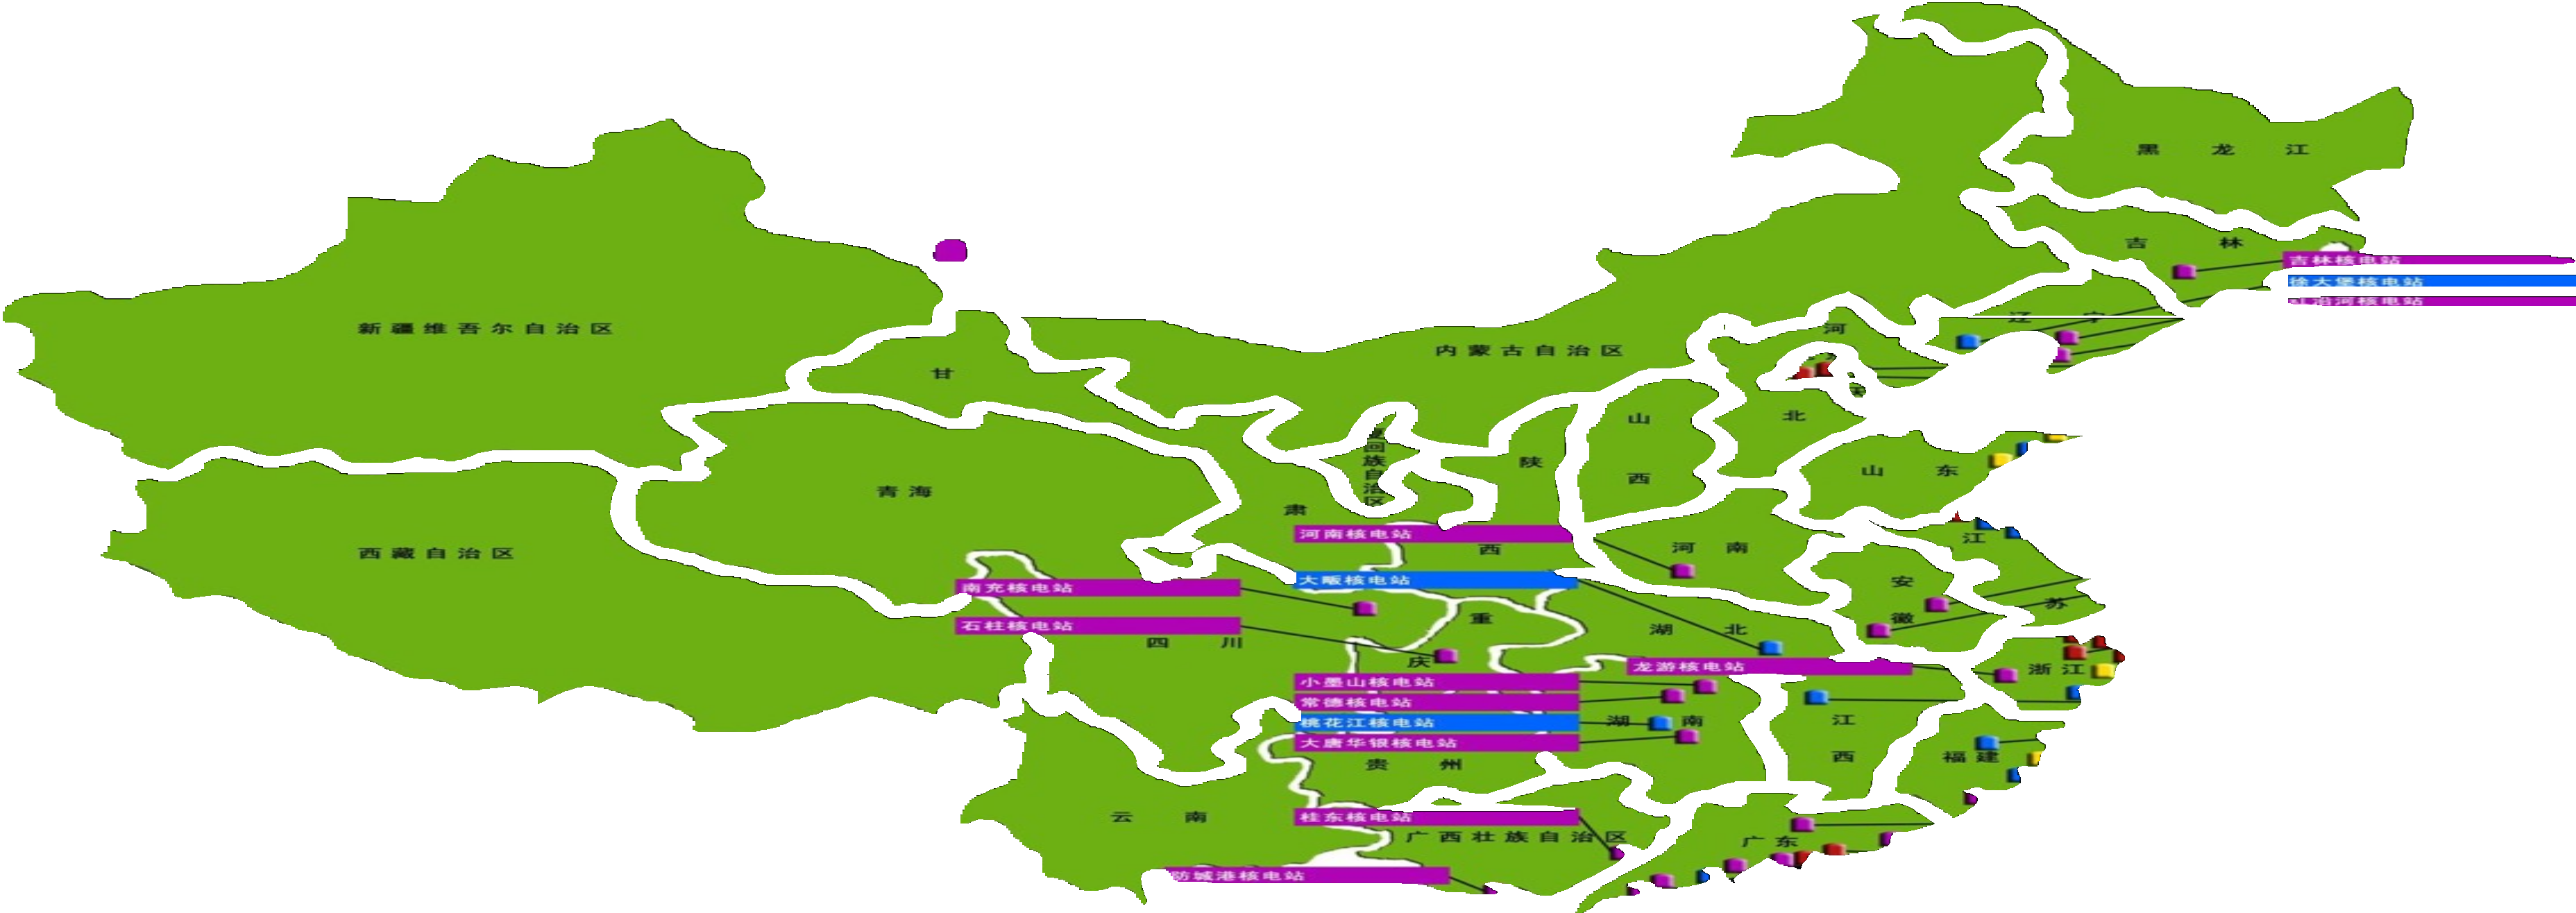 黑 龙 江
吉 林
吉林核电站
徐大堡核电站
红沿河核电站
辽 宁
新疆维吾尔自治区
内蒙古自治区
河
北
甘
肃
山
西
回族自治区
陕
西
青海
山 东
西藏自治区
河南核电站
河 南
江
苏
大畈核电站
安
徽
南充核电站
石柱核电站
重
庆
四 川
湖 北
龙游核电站
浙江
小墨山核电站
常德核电站
桃花江核电站
大唐华银核电站
湖 南
江
西
福建
贵 州
云 南
桂东核电站
广西壮族自治区
广东
防城港核电站